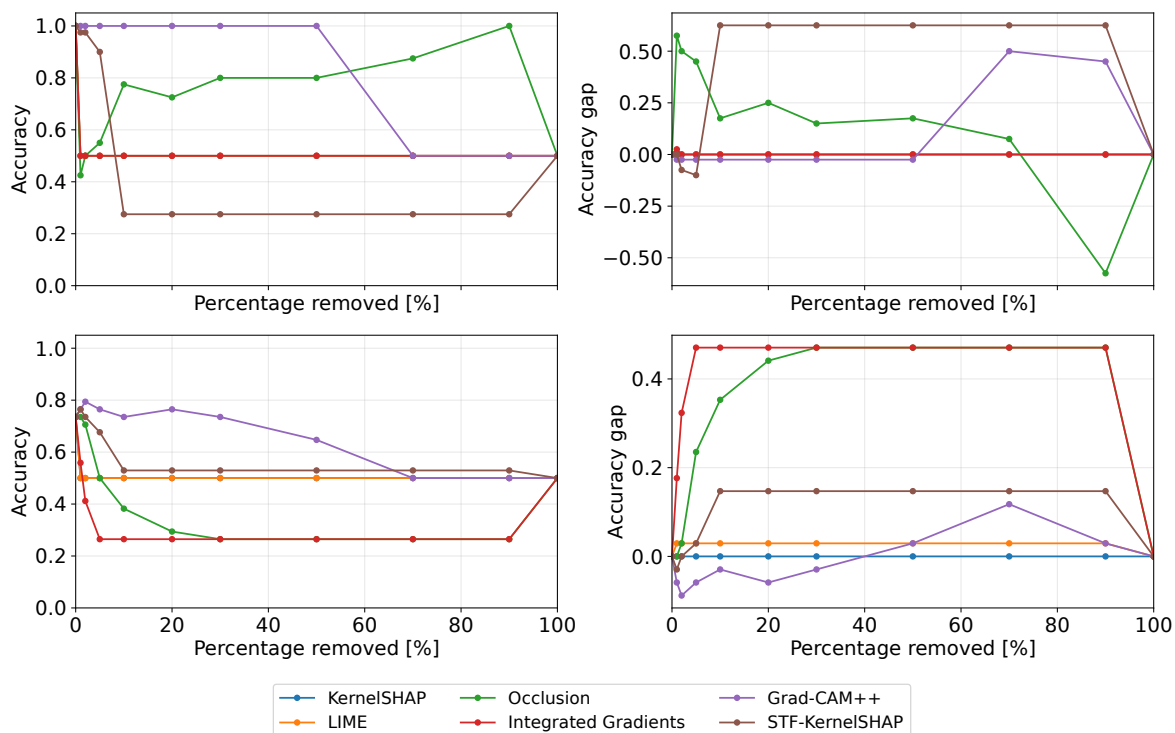 1.0
0.8
0.6
0.4
0.2
0.0
Accuracy
Percentage removed [%]
0.50
0.25
0.00
−0.25
−0.50
Accuracy gap
Percentage removed [%]
1.0
0.8
0.6
0.4
0.2
0.0
Accuracy
0 20 40 60 80 100
Percentage removed [%]
0.4
0.2
0.0
Accuracy gap
0 20 40 60 80 100
Percentage removed [%]
KernelSHAP Occlusion Grad-CAM++
LIME Integrated Gradients STF-KernelSHAP